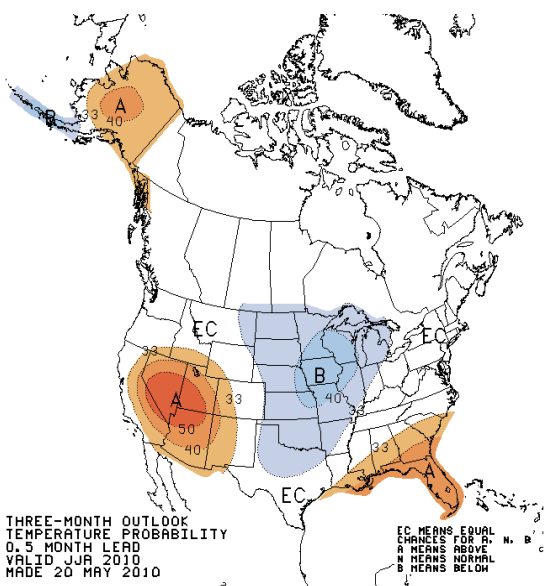 A
B
33
40
EC
EC
33
B
A
33
40
33
50
33
40
A
EC
THREE-MONTH OUTLOOK
TEMPERATURE PROBABILITY
0.5 MONTH LEAD
VALID JJA 2010
MADE 20 MAY 2010
EC MEANS EQUAL
CHANCES FOR A, N, B
A MEANS ABOVE
N MEANS NORMAL
B MEANS BELOW